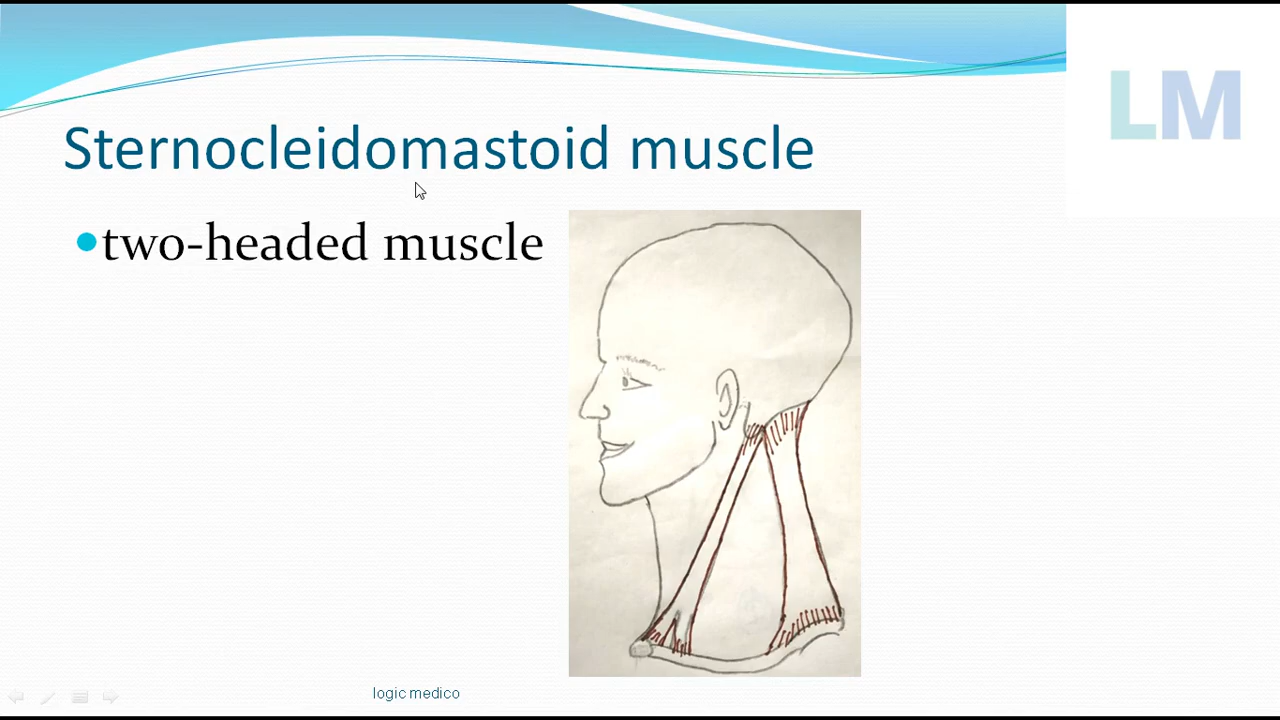 LM
Sternocleidomastoid muscle
two-headed muscle
logic medico